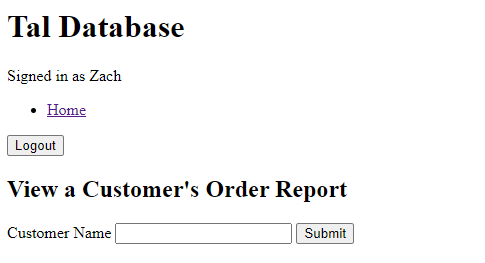 Tal Database
Signed in as Zach
Home
Logout
View a Customer's Order Report
Customer Name Submit